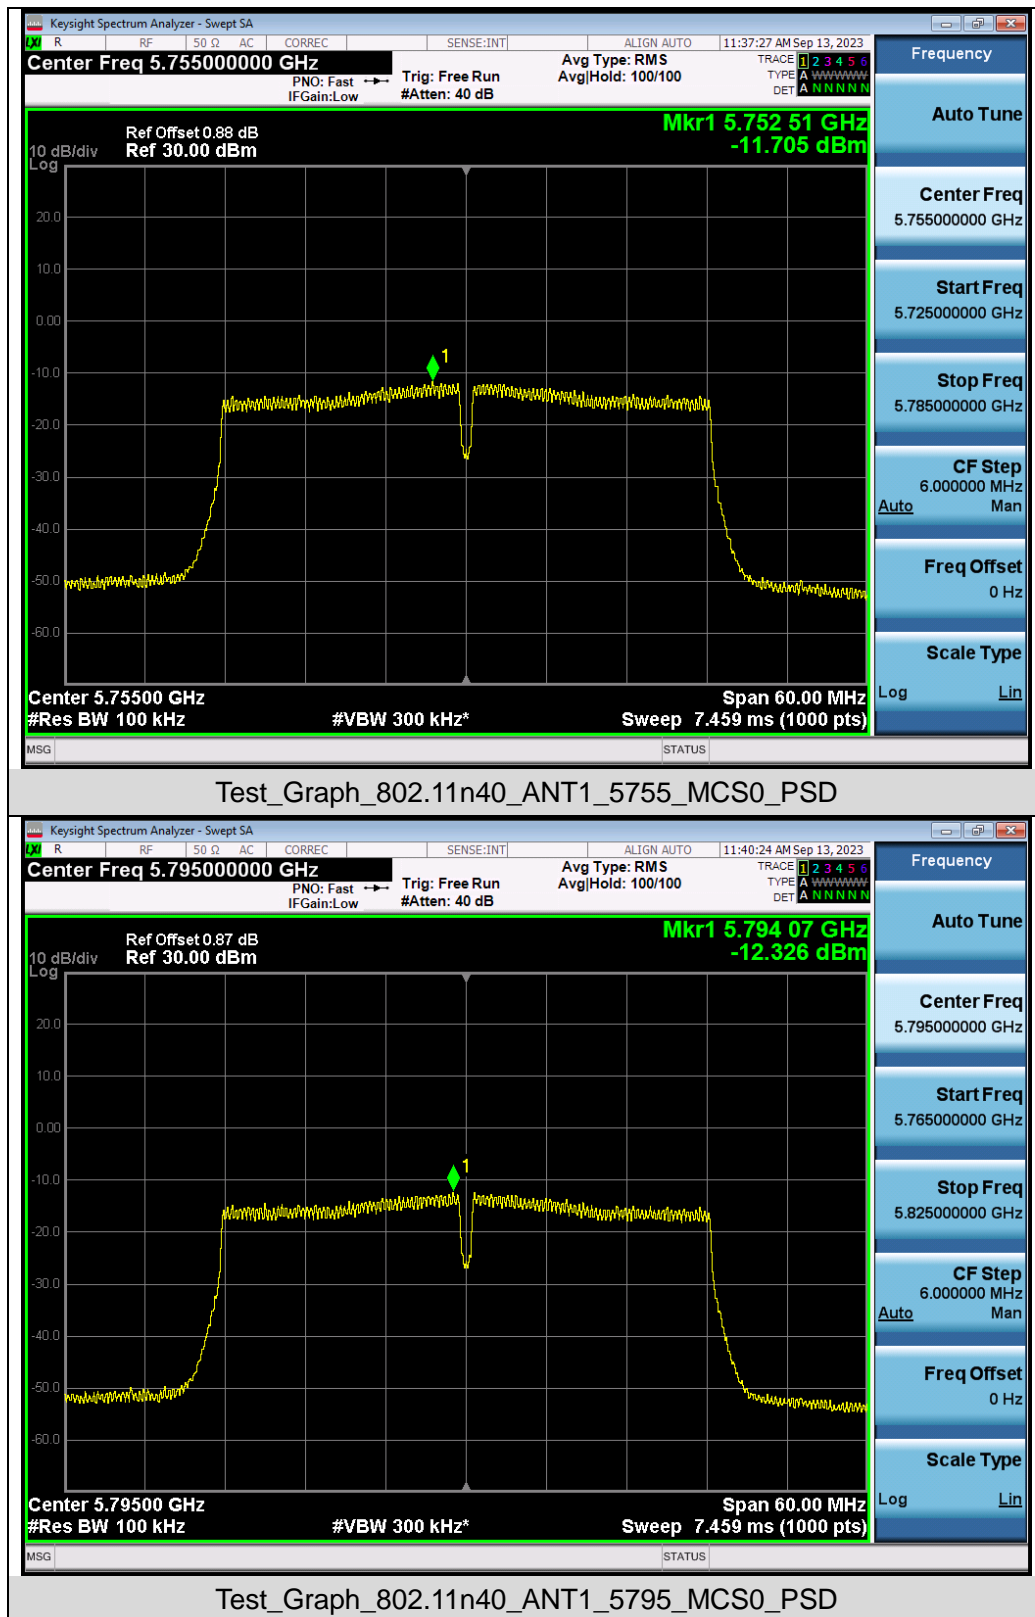 Keysight Spectrum Analyzer - Swept SA
LXI R RF 50 Ω AC CORREC SENSE:INT ALIGN AUTO 11:37:27 AM Sep 13, 2023
Center Freq 5.755000000 GHz
PNO: Fast
IFGain:Low
Trig: Free Run
#Atten: 40 dB
Avg Type: RMS
Avg|Hold: 100/100
TRACE 1 2 3 4 5 6
TYPE A WWWWW
DET A N N N N N
Frequency
Auto Tune
Center Freq
5.755000000 GHz
Start Freq
5.725000000 GHz
Stop Freq
5.785000000 GHz
CF Step
6.000000 MHz
Auto Man
Freq Offset
0 Hz
Scale Type
Log Lin
Ref Offset 0.88 dB
10 dB/div Ref 30.00 dBm
Log
Mkr1 5.752 51 GHz
-11.705 dBm
20.0
10.0
0.00
-10.0
-20.0
-30.0
-40.0
-50.0
-60.0
1
Center 5.75500 GHz Span 60.00 MHz
#Res BW 100 kHz #VBW 300 kHz* Sweep 7.459 ms (1000 pts)
MSG STATUS
Test_Graph_802.11n40_ANT1_5755_MCS0_PSD
Keysight Spectrum Analyzer - Swept SA
LXI R RF 50 Ω AC CORREC SENSE:INT ALIGN AUTO 11:40:24 AM Sep 13, 2023
Center Freq 5.795000000 GHz
PNO: Fast
IFGain:Low
Trig: Free Run
#Atten: 40 dB
Avg Type: RMS
Avg|Hold: 100/100
TRACE 1 2 3 4 5 6
TYPE A WWWWW
DET A N N N N N
Frequency
Auto Tune
Center Freq
5.795000000 GHz
Start Freq
5.765000000 GHz
Stop Freq
5.825000000 GHz
CF Step
6.000000 MHz
Auto Man
Freq Offset
0 Hz
Scale Type
Log Lin
Ref Offset 0.87 dB
10 dB/div Ref 30.00 dBm
Log
Mkr1 5.794 07 GHz
-12.326 dBm
20.0
10.0
0.00
-10.0
-20.0
-30.0
-40.0
-50.0
-60.0
1
Center 5.79500 GHz Span 60.00 MHz
#Res BW 100 kHz #VBW 300 kHz* Sweep 7.459 ms (1000 pts)
MSG STATUS
Test_Graph_802.11n40_ANT1_5795_MCS0_PSD